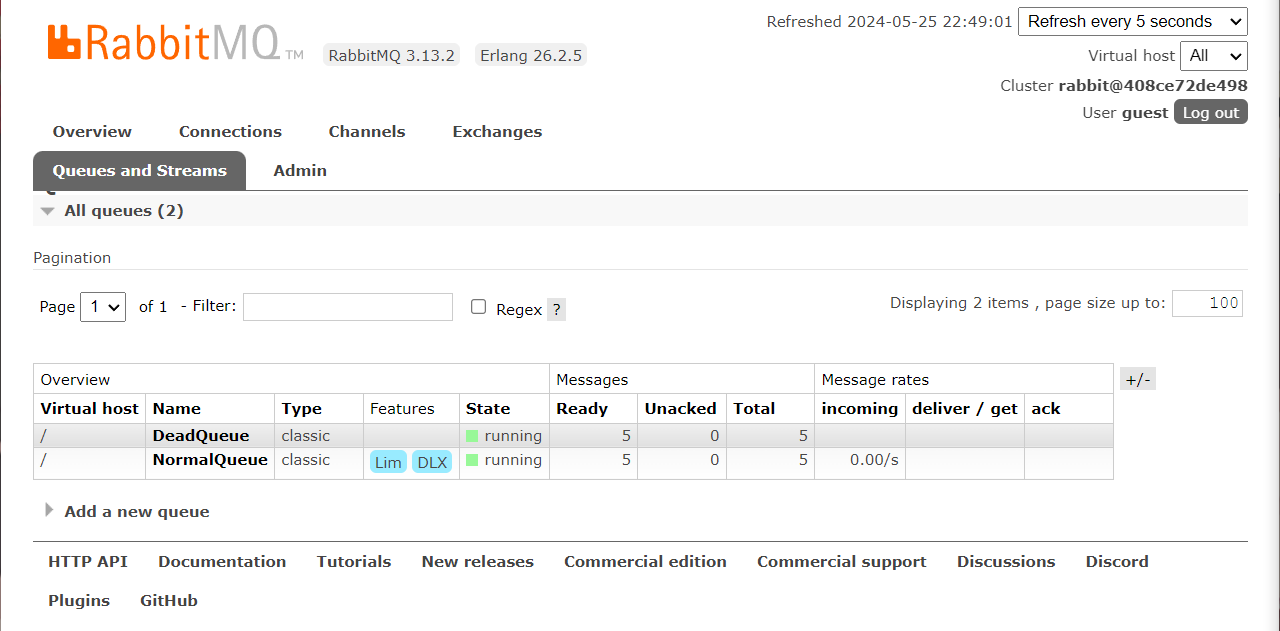 RabbitMQ TM RabbitMQ 3.13.2 Erlang 26.2.5
Refreshed 2024-05-25 22:49:01 Refresh every 5 seconds
Virtual host All
Cluster rabbit@408ce72de498
User guest Log out
Overview Connections Channels Exchanges
Queues and Streams Admin
All queues (2)
Pagination
Page 1 of 1 - Filter: Regex ? Displaying 2 items , page size up to: 100
Overview Messages Message rates +/-
Virtual host Name Type Features State Ready Unacked Total incoming deliver / get ack
/ DeadQueue classic running 5 0 5
/ NormalQueue classic Lim DLX running 5 0 5 0.00/s
Add a new queue
HTTP API Documentation Tutorials New releases Commercial edition Commercial support Discussions Discord
Plugins GitHub